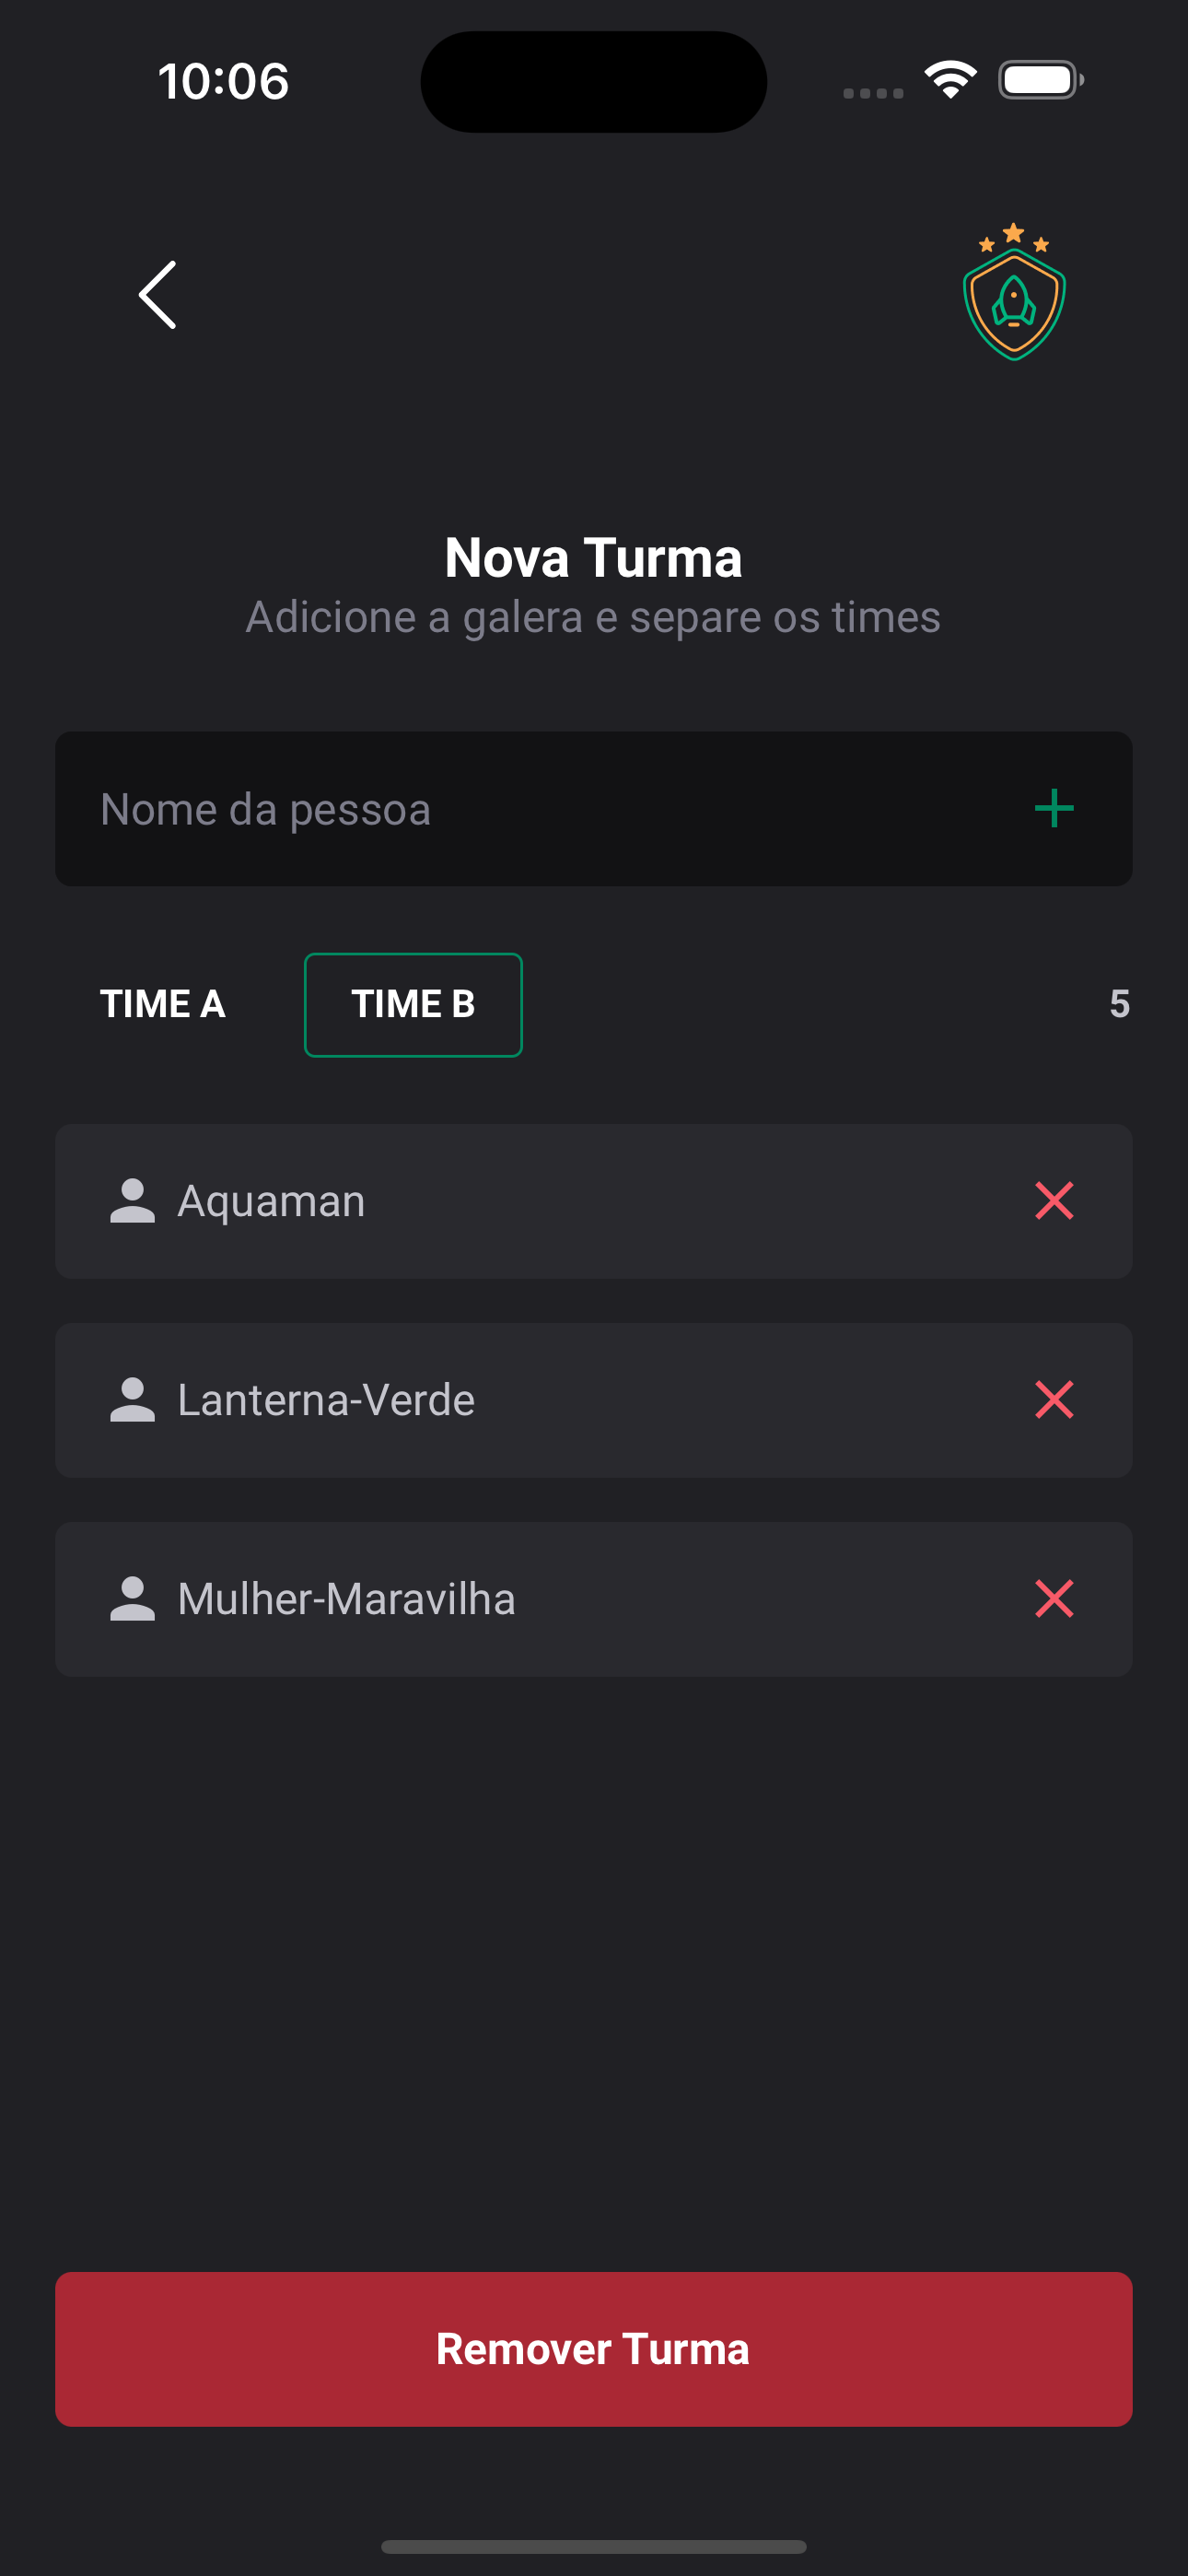 10:06
Nova Turma
Adicione a galera e separe os times
Nome da pessoa
TIME A TIME B 5
Aquaman
Lanterna-Verde
Mulher-Maravilha
Remover Turma